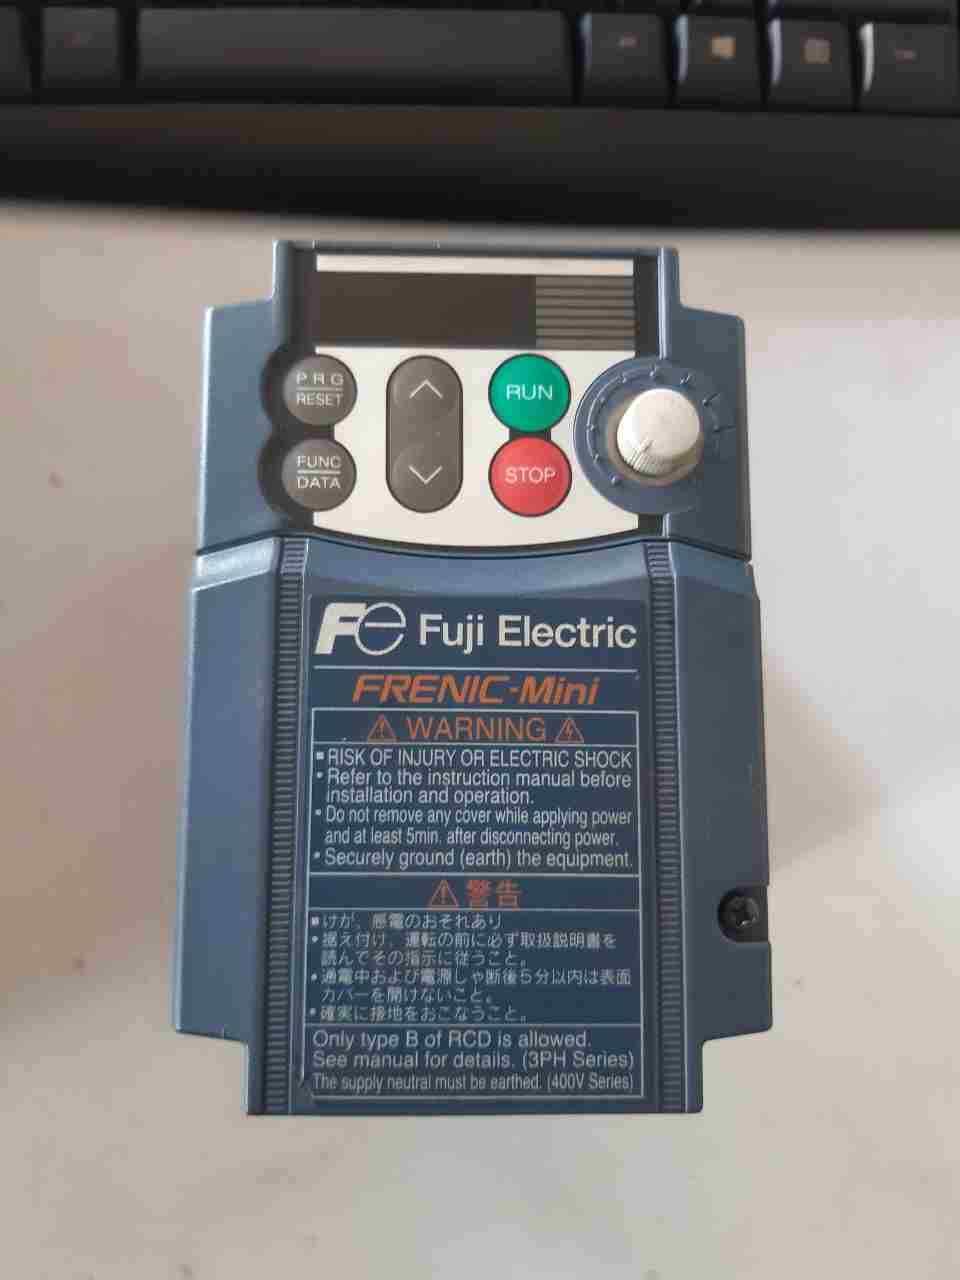 PRG
RESET
FUNC
DATA
RUN
STOP
Fe Fuji Electric
FRENIC-Mini
WARNING
RISK OF INJURY OR ELECTRIC SHOCK
Refer to the instruction manual before
installation and operation.
Do not remove any cover while applying power
and at least 5min. after disconnecting power.
Securely ground (earth) the equipment.
警告
けが、感電のおそれあり
据え付け、運転の前に必ず取扱説明書を
読んでその指示に従うこと。
通電中および電源しゃ断後5分以内は表面
カバーを開けないこと。
確実に接地をおこなうこと。
Only type B of RCD is allowed.
See manual for details. (3PH Series)
The supply neutral must be earthed. (400V Series)